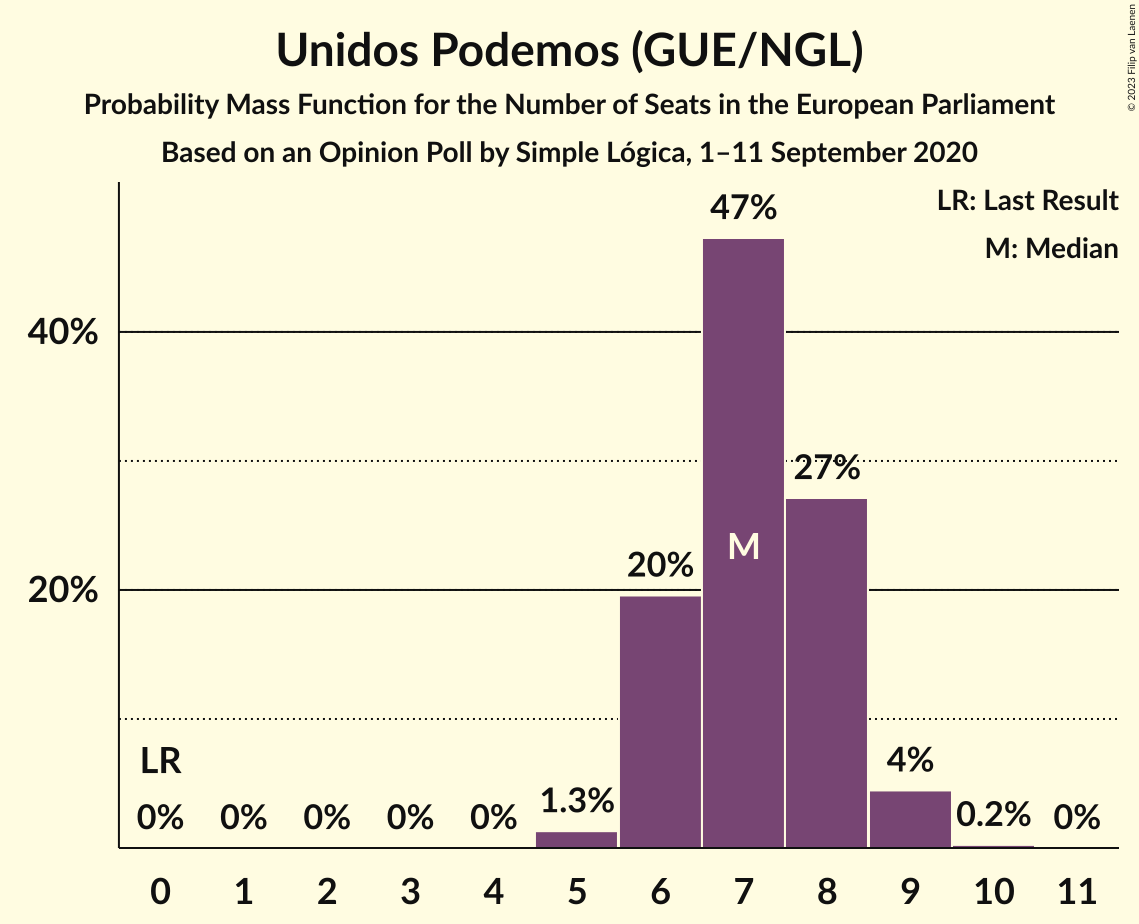 Unidos Podemos (GUE/NGL)
Probability Mass Function for the Number of Seats in the European Parliament
Based on an Opinion Poll by Simple Lógica, 1–11 September 2020
© 2023 Filip van Laenen
LR: Last Result
M: Median
47%
40%
27%
M
20%
20%
LR
4%
1.3%
0% 0% 0% 0% 0% 0.2% 0%
0 1 2 3 4 5 6 7 8 9 10 11